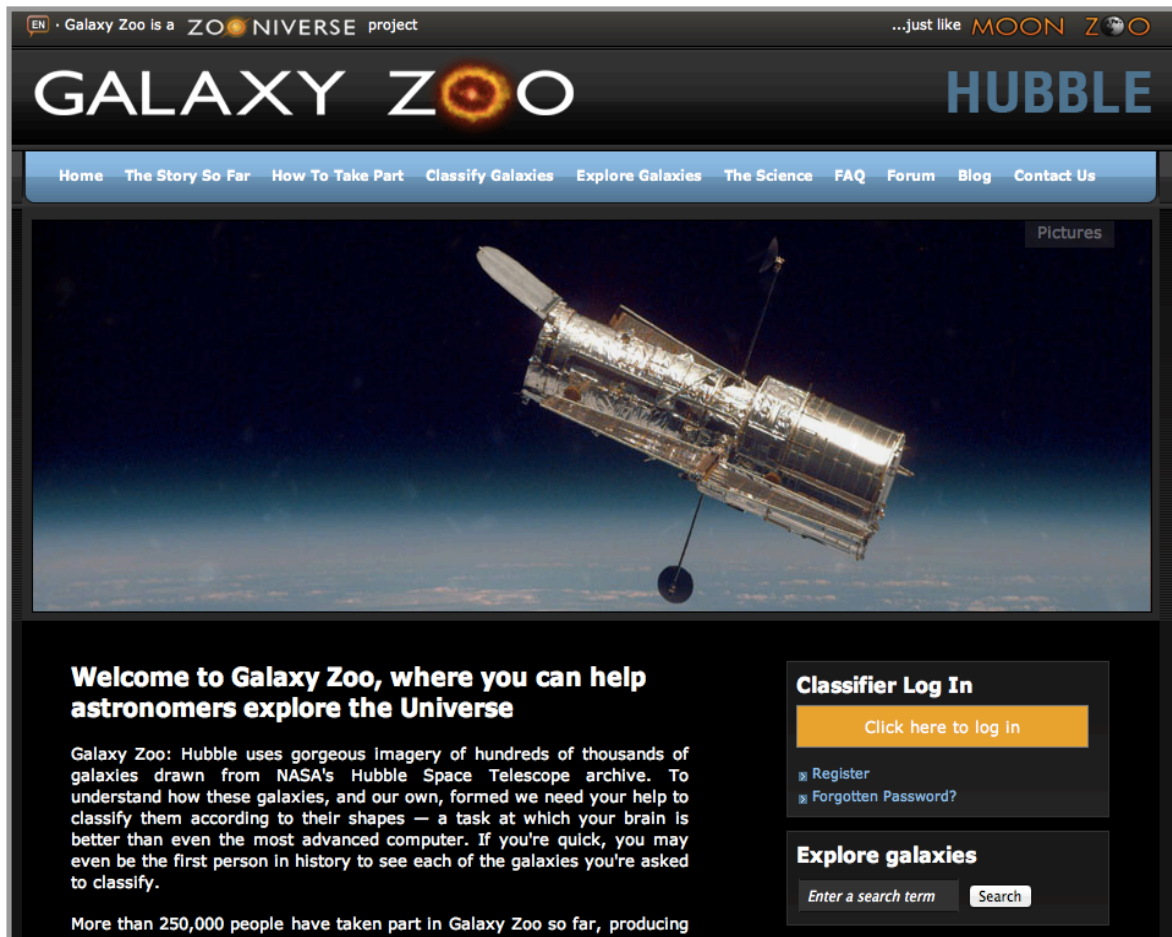 EN · Galaxy Zoo is a ZOONIVERSE project
...just like MOON ZOO
GALAXY ZOO
HUBBLE
Home The Story So Far How To Take Part Classify Galaxies Explore Galaxies The Science FAQ Forum Blog Contact Us
Pictures
Welcome to Galaxy Zoo, where you can help
astronomers explore the Universe
Galaxy Zoo: Hubble uses gorgeous imagery of hundreds of thousands of
galaxies drawn from NASA's Hubble Space Telescope archive. To
understand how these galaxies, and our own, formed we need your help to
classify them according to their shapes — a task at which your brain is
better than even the most advanced computer. If you're quick, you may
even be the first person in history to see each of the galaxies you're asked
to classify.
More than 250,000 people have taken part in Galaxy Zoo so far, producing
Classifier Log In
Click here to log in
Register
Forgotten Password?
Explore galaxies
Enter a search term Search